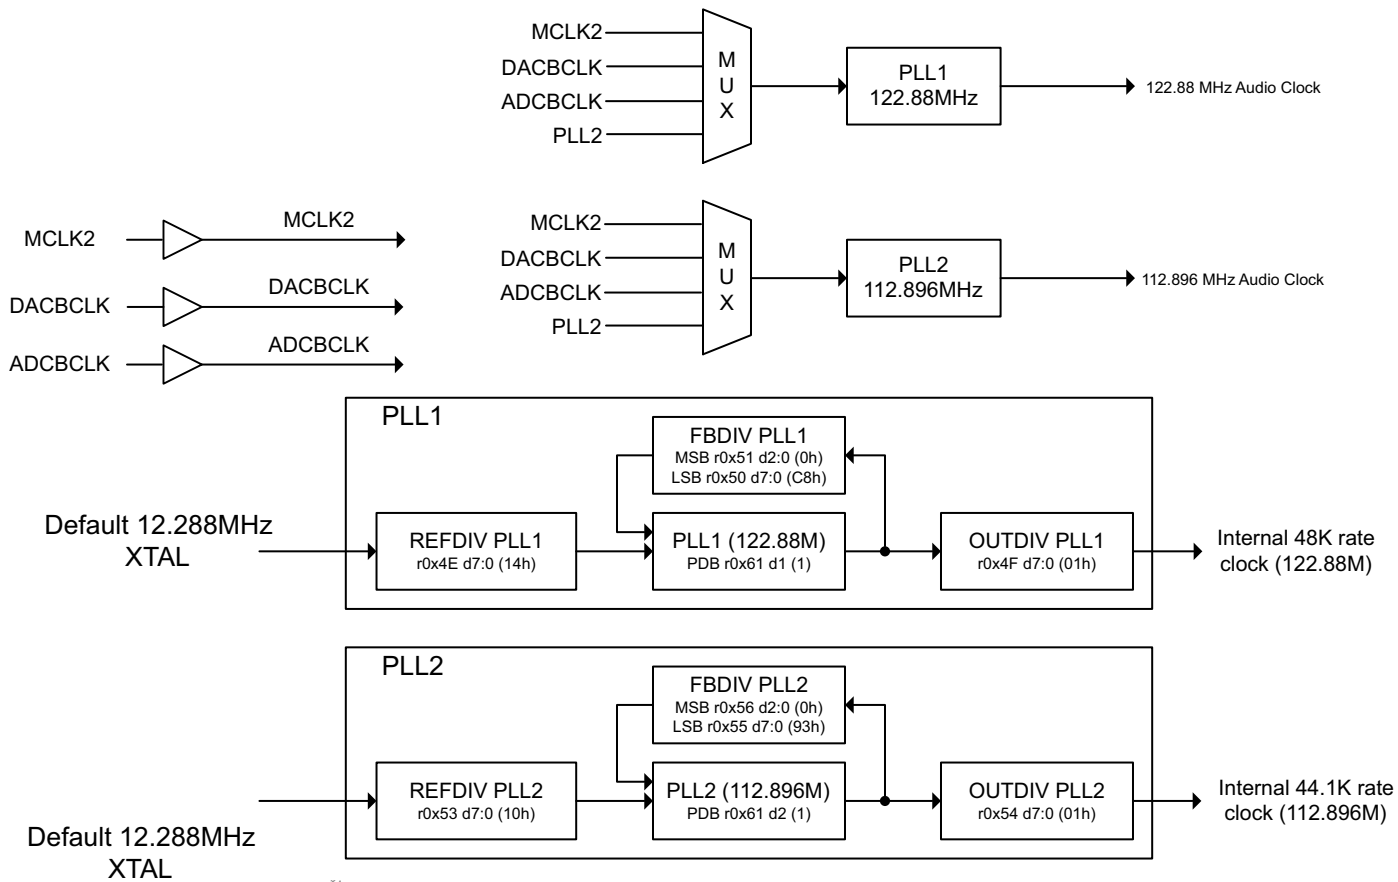 MCLK2
DACBCLK
ADCBCLK
PLL2
M
U
X
PLL1
122.88MHz
122.88 MHz Audio Clock
MCLK2
DACBCLK
ADCBCLK
MCLK2
DACBCLK
ADCBCLK
MCLK2
DACBCLK
ADCBCLK
PLL2
M
U
X
PLL2
112.896MHz
112.896 MHz Audio Clock
PLL1
FBDIV PLL1
MSB r0x51 d2:0 (0h)
LSB r0x50 d7:0 (C8h)
Default 12.288MHz
XTAL
REFDIV PLL1
r0x4E d7:0 (14h)
PLL1 (122.88M)
PDB r0x61 d1 (1)
OUTDIV PLL1
r0x4F d7:0 (01h)
Internal 48K rate
clock (122.88M)
PLL2
FBDIV PLL2
MSB r0x56 d2:0 (0h)
LSB r0x55 d7:0 (93h)
Default 12.288MHz
XTAL
REFDIV PLL2
r0x53 d7:0 (10h)
PLL2 (112.896M)
PDB r0x61 d2 (1)
OUTDIV PLL2
r0x54 d7:0 (01h)
Internal 44.1K rate
clock (112.896M)